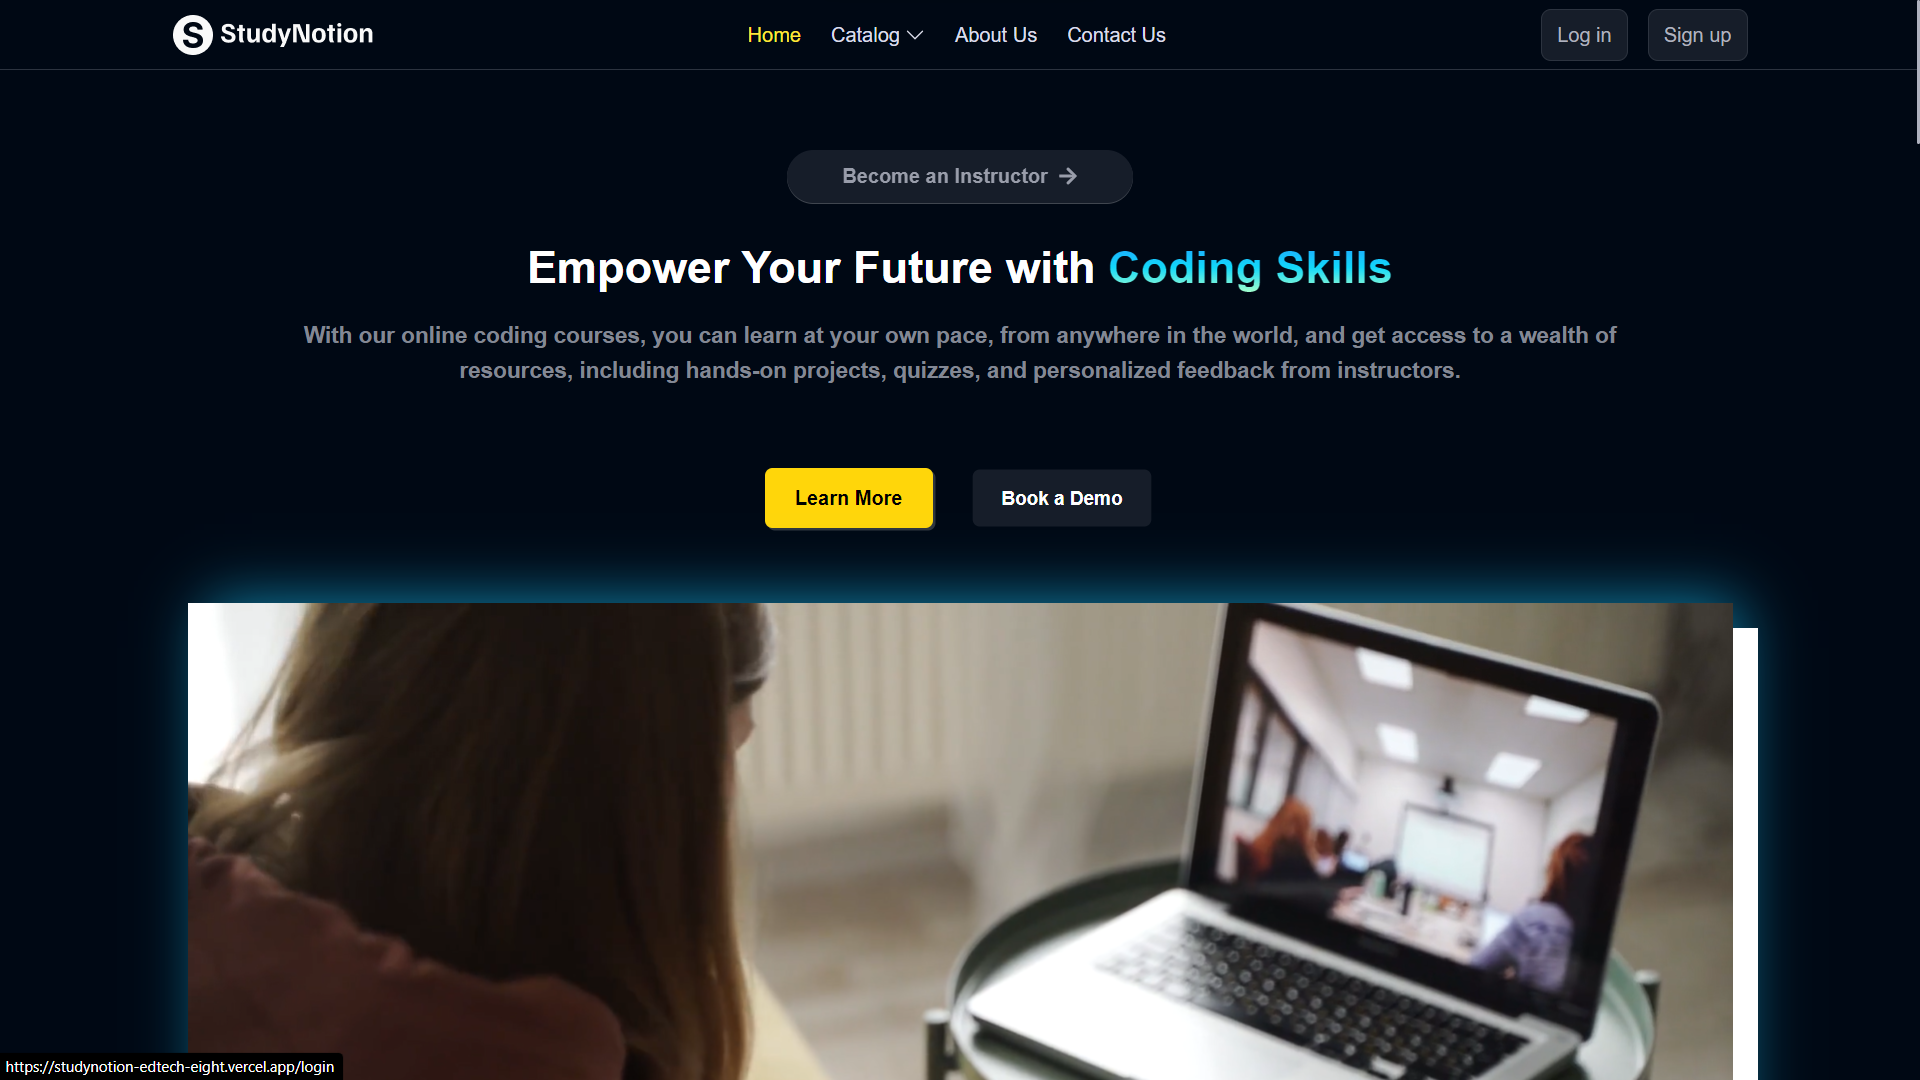 StudyNotion
Home Catalog About Us Contact Us
Log in Sign up
Become an Instructor
Empower Your Future with Coding Skills
With our online coding courses, you can learn at your own pace, from anywhere in the world, and get access to a wealth of
resources, including hands-on projects, quizzes, and personalized feedback from instructors.
Learn More Book a Demo
https://studynotion-edtech-eight.vercel.app/login